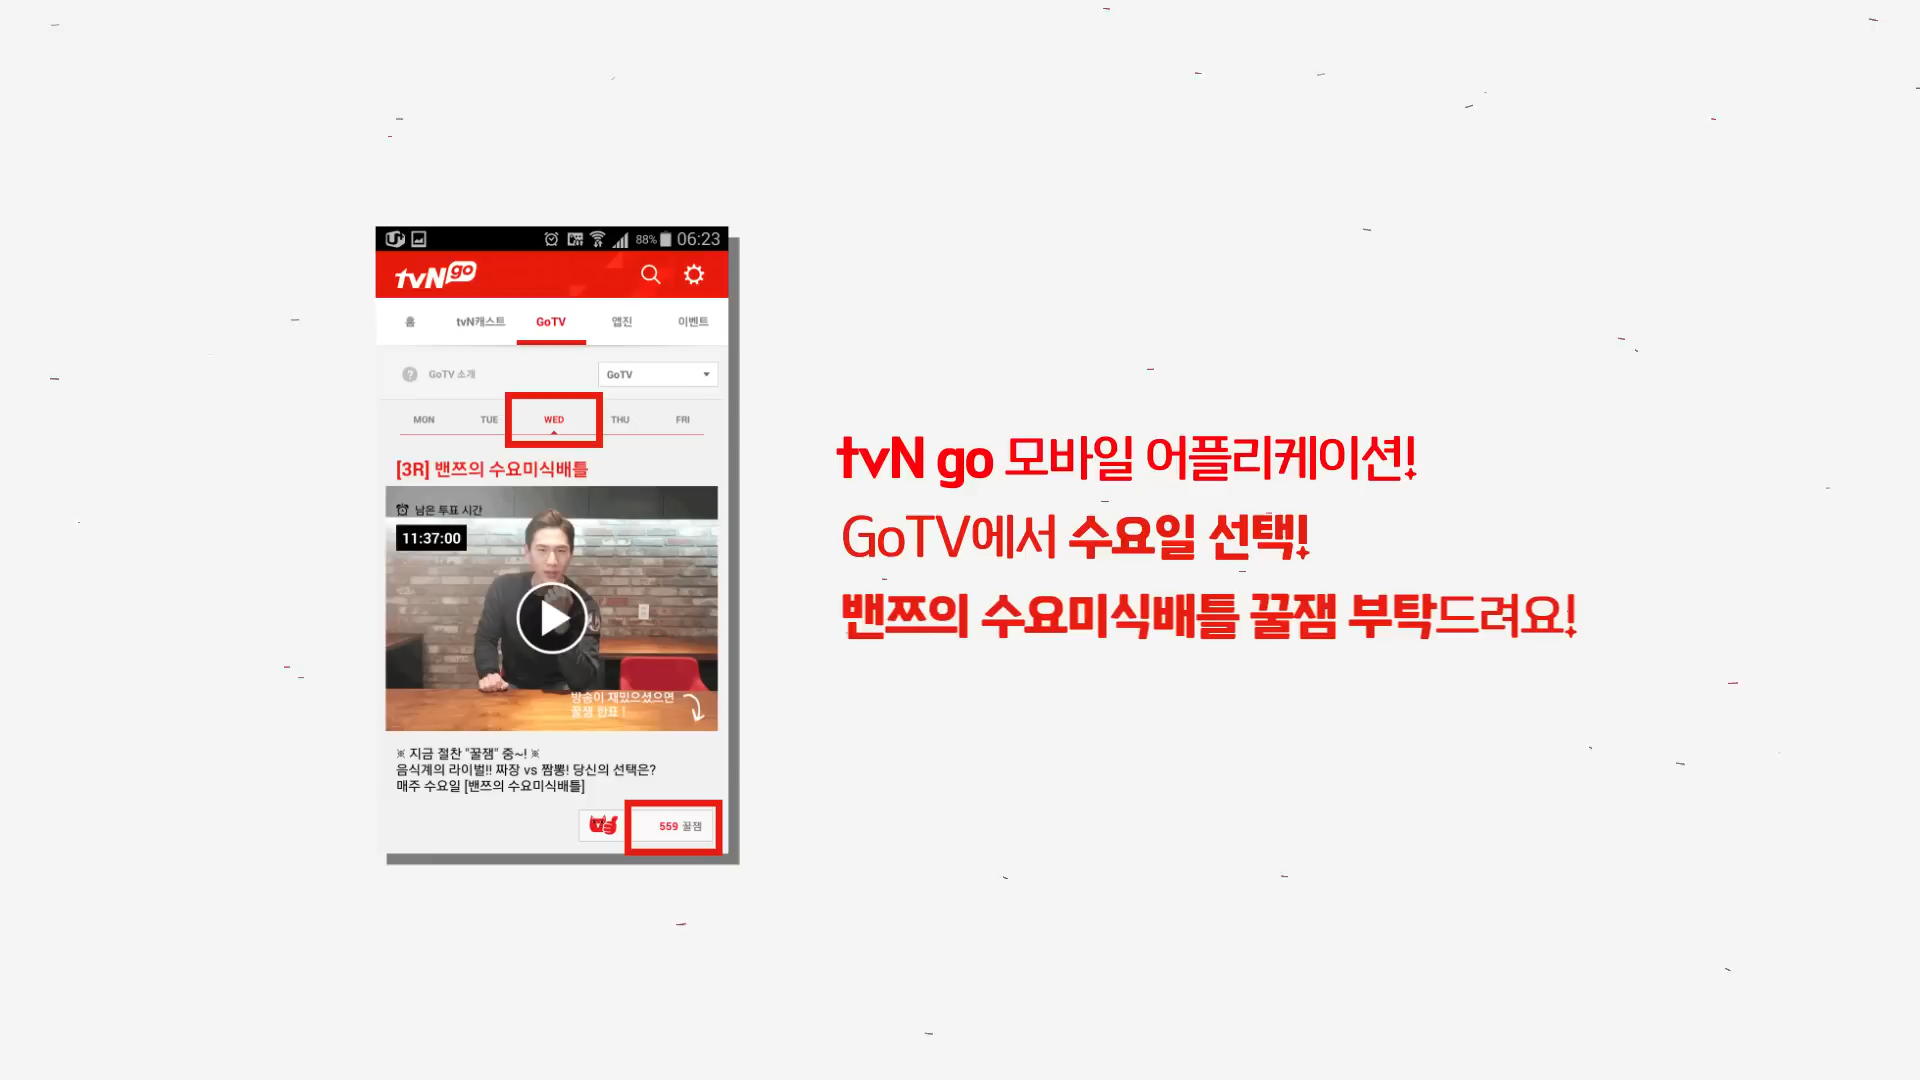 88% 06:23
tvN go
홈 tvN캐스트 GoTV 앱진 이벤트
? GoTV 소개 GoTV
MON TUE WED THU FRI
[3R] 밴쯔의 수요미식배틀
남은 투표 시간
11:37:00
방송이 재밌으셨으면
꿀잼 한표 !
※ 지금 절찬 "꿀잼" 중~! ※
음식계의 라이벌!! 짜장 vs 짬뽕! 당신의 선택은?
매주 수요일 [밴쯔의 수요미식배틀]
559 꿀잼
tvN go 모바일 어플리케이션!
GoTV에서 수요일 선택!
밴쯔의 수요미식배틀 꿀잼 부탁드려요!